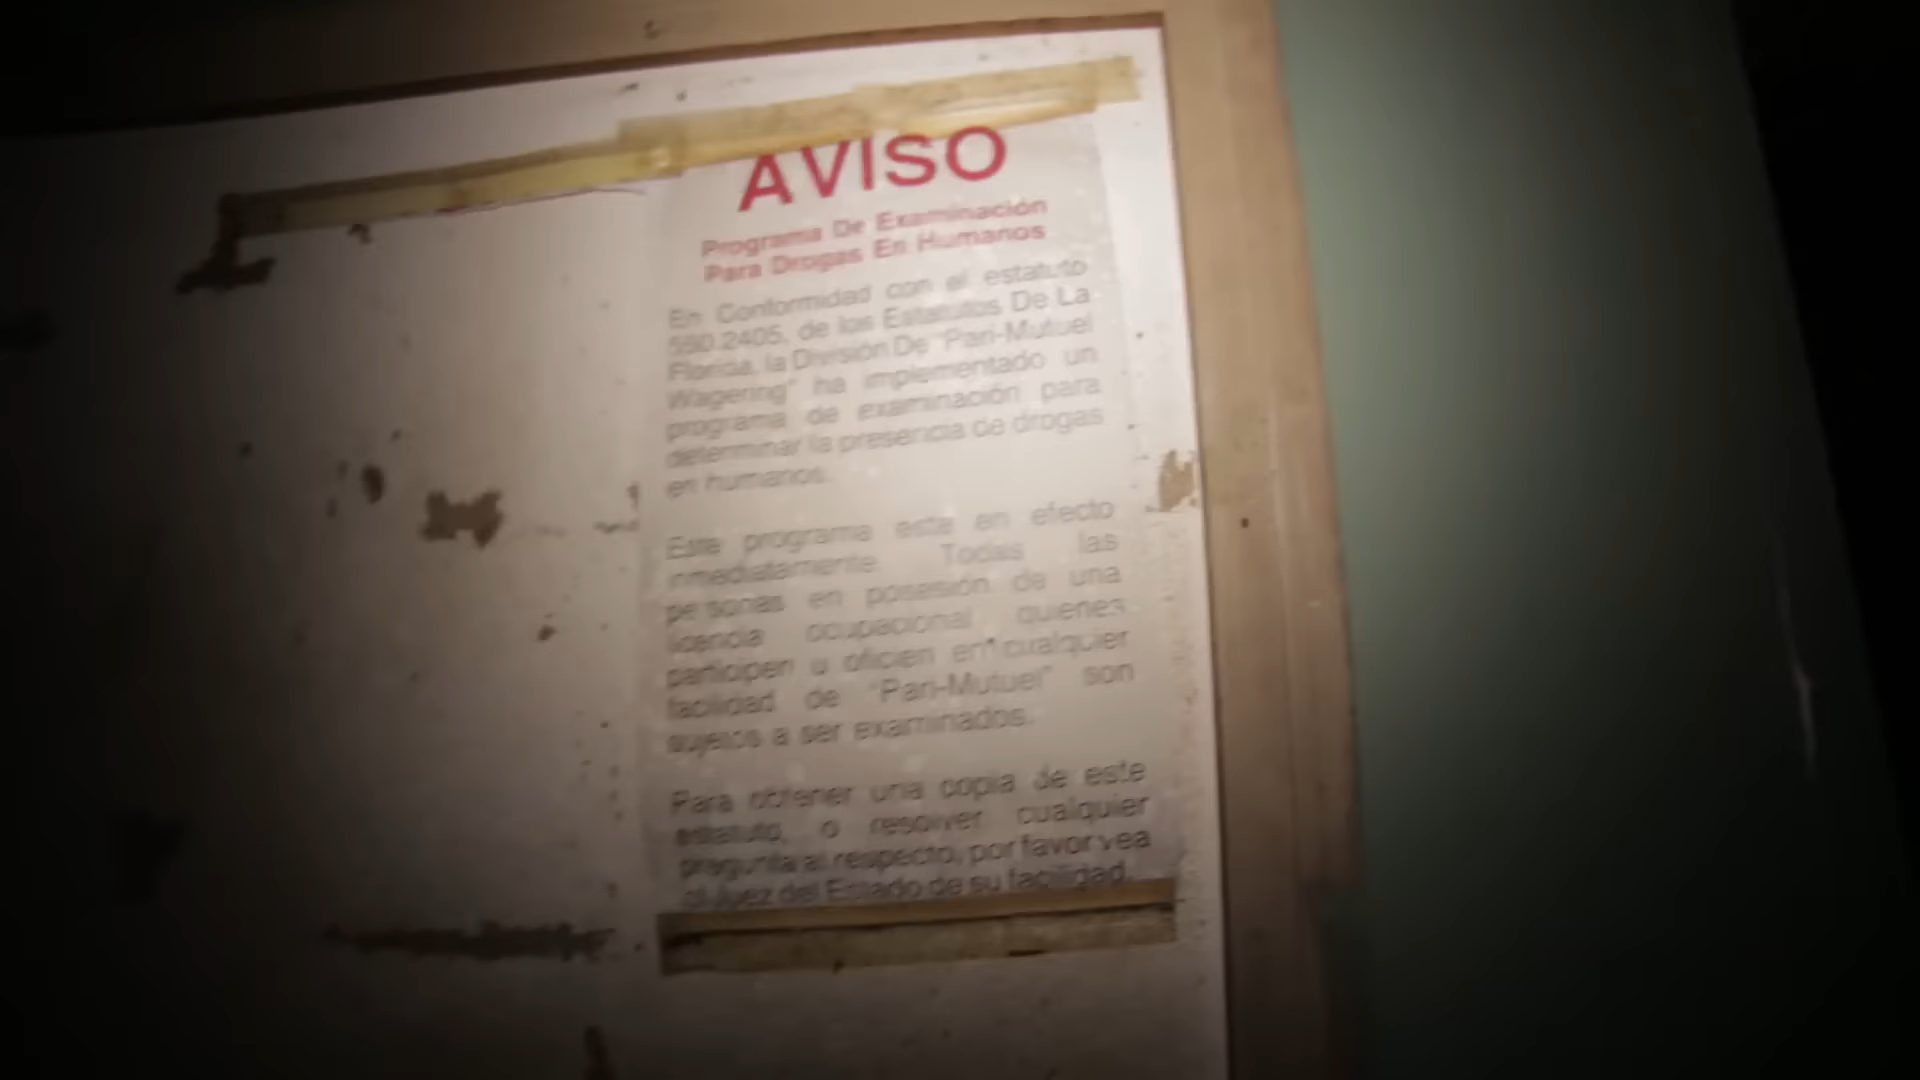 AVISO
Programa De Examinación
Para Drogas En Humanos
En Conformidad con el estatuto
550.2405, de los Estatutos De La
Florida, la División De "Pari-Mutuel
Wagering" ha implementado un
programa de examinación para
determinar la presencia de drogas
en humanos.
Este programa esta en efecto
inmediatamente. Todas las
personas en posesión de una
licencia ocupacional quienes
participen u oficien en cualquier
facilidad de "Pari-Mutuel" son
sujetos a ser examinados.
Para obtener una copia de este
estatuto, o resolver cualquier
pregunta al respecto, por favor vea
al Juez del Estado de su facilidad.